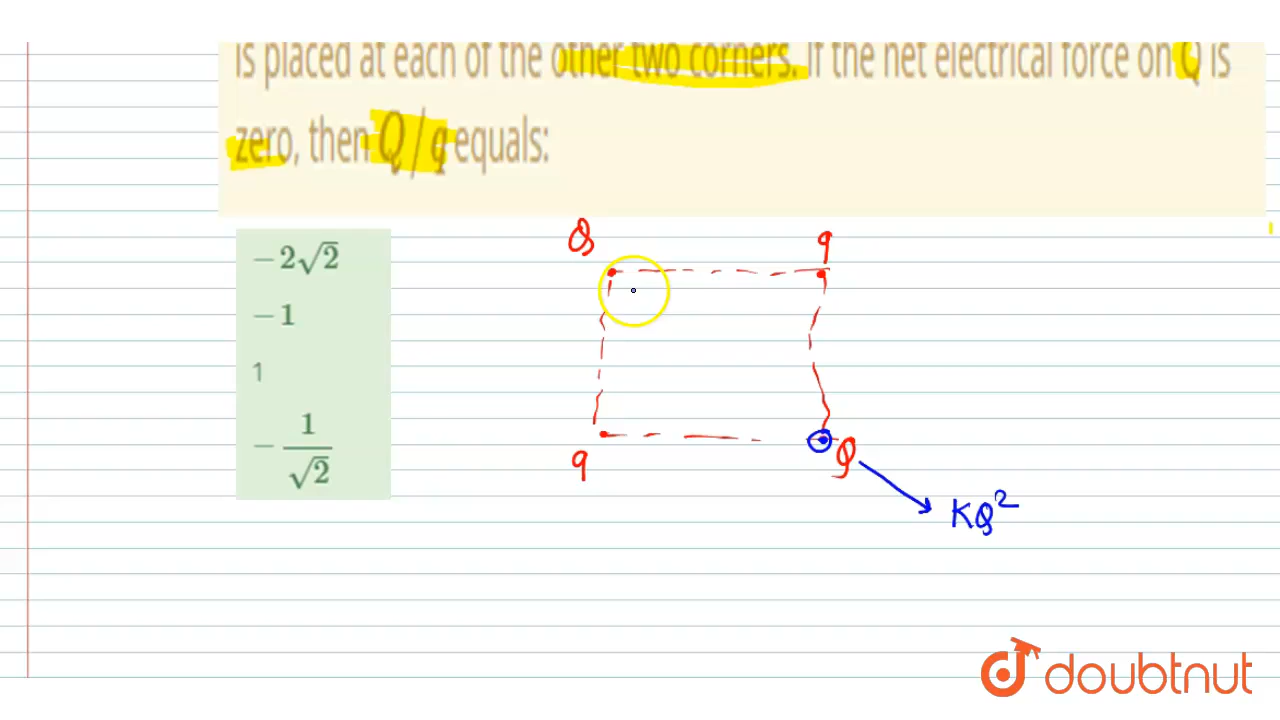 is placed at each of the other two corners. If the net electrical force on Q is
zero, then Q / q equals:
−2√2
−1
1
−1/√2
Q
q
q
Q
KQ²
doubtnut